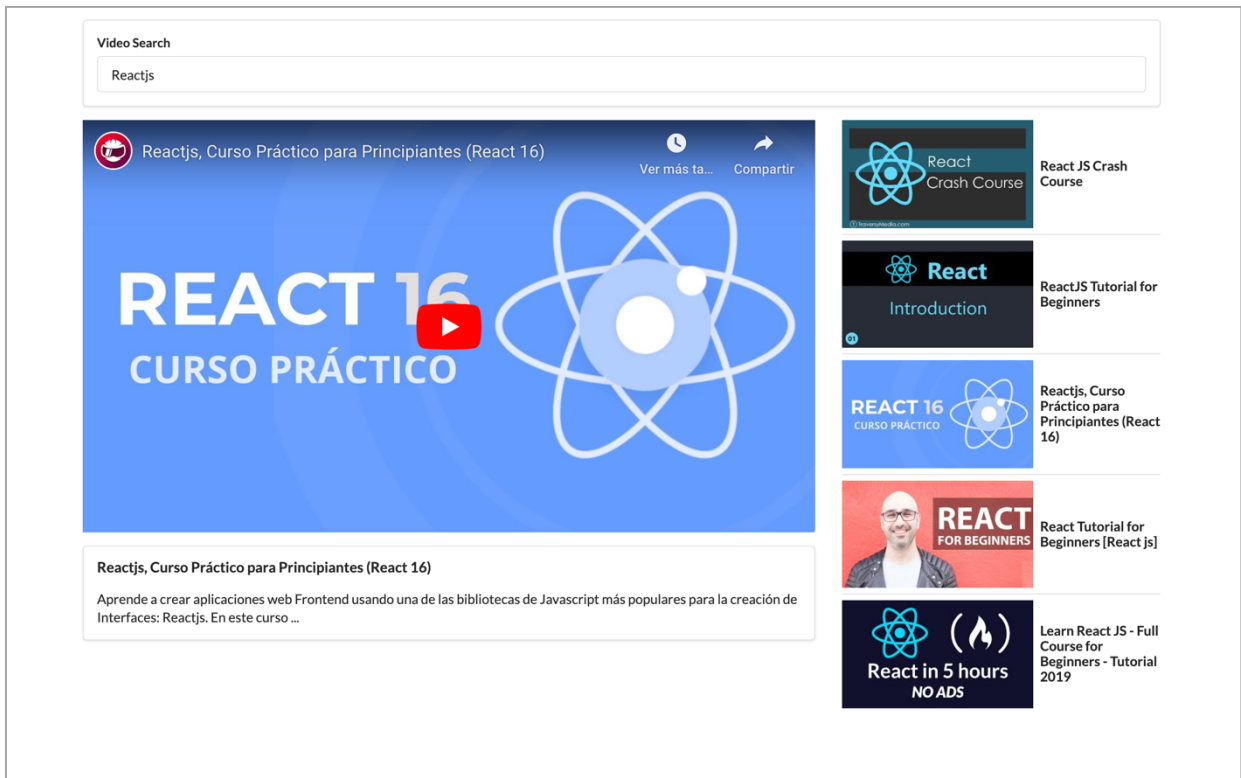 Video Search
Reactjs
Reactjs, Curso Práctico para Principiantes (React 16)
Ver más ta...
Compartir
REACT 16
CURSO PRÁCTICO
Reactjs, Curso Práctico para Principiantes (React 16)
Aprende a crear aplicaciones web Frontend usando una de las bibliotecas de Javascript más populares para la creación de
Interfaces: Reactjs. En este curso ...
React
Crash Course
TraversyMedia.com
React JS Crash
Course
React
Introduction
01
ReactJS Tutorial for
Beginners
REACT 16
CURSO PRÁCTICO
Reactjs, Curso
Práctico para
Principiantes (React
16)
REACT
FOR BEGINNERS
React Tutorial for
Beginners [React js]
React in 5 hours
NO ADS
Learn React JS - Full
Course for
Beginners - Tutorial
2019